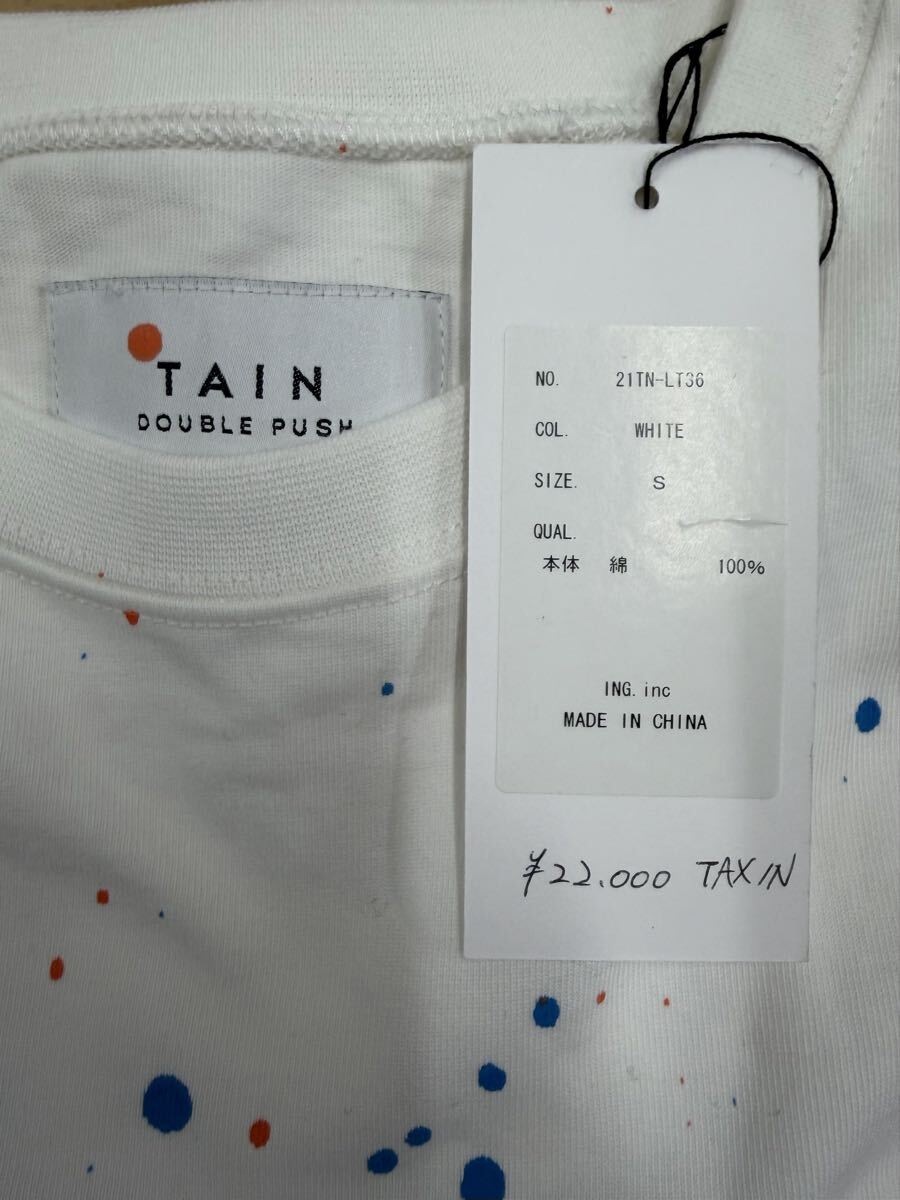 TAIN
DOUBLE PUSH
NO. 21TN-LT36
COL. WHITE
SIZE. S
QUAL.
本体 綿 100%
ING. inc
MADE IN CHINA
¥22.000 TAX IN